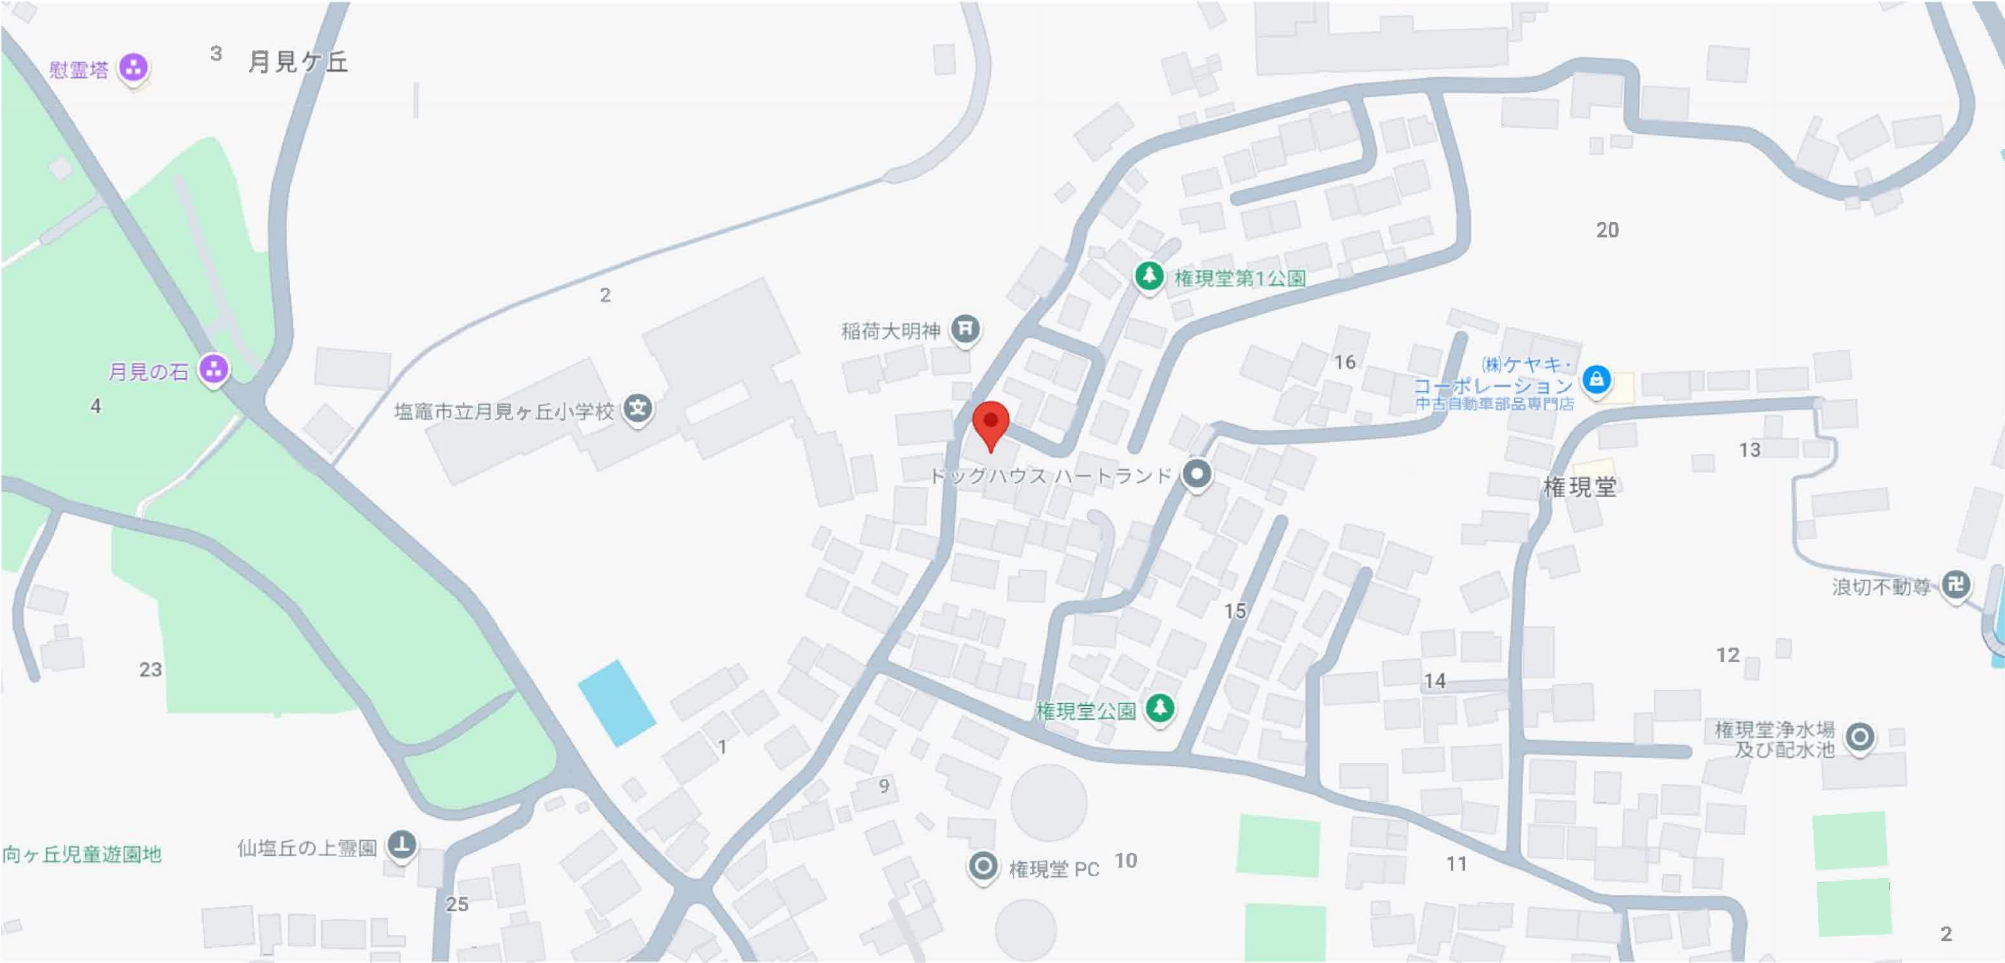 3
月見ケ丘
慰霊塔
20
権現堂第1公園
2
稲荷大明神
16
(株)ケヤキ・
コーポレーション
中古自動車部品専門店
月見の石
4
塩竈市立月見ヶ丘小学校
13
ドッグハウス ハートランド
権現堂
浪切不動尊
15
12
23
14
権現堂公園
権現堂浄水場
及び配水池
1
9
仙塩丘の上霊園
向ヶ丘児童遊園地
権現堂 PC
10
11
25
2